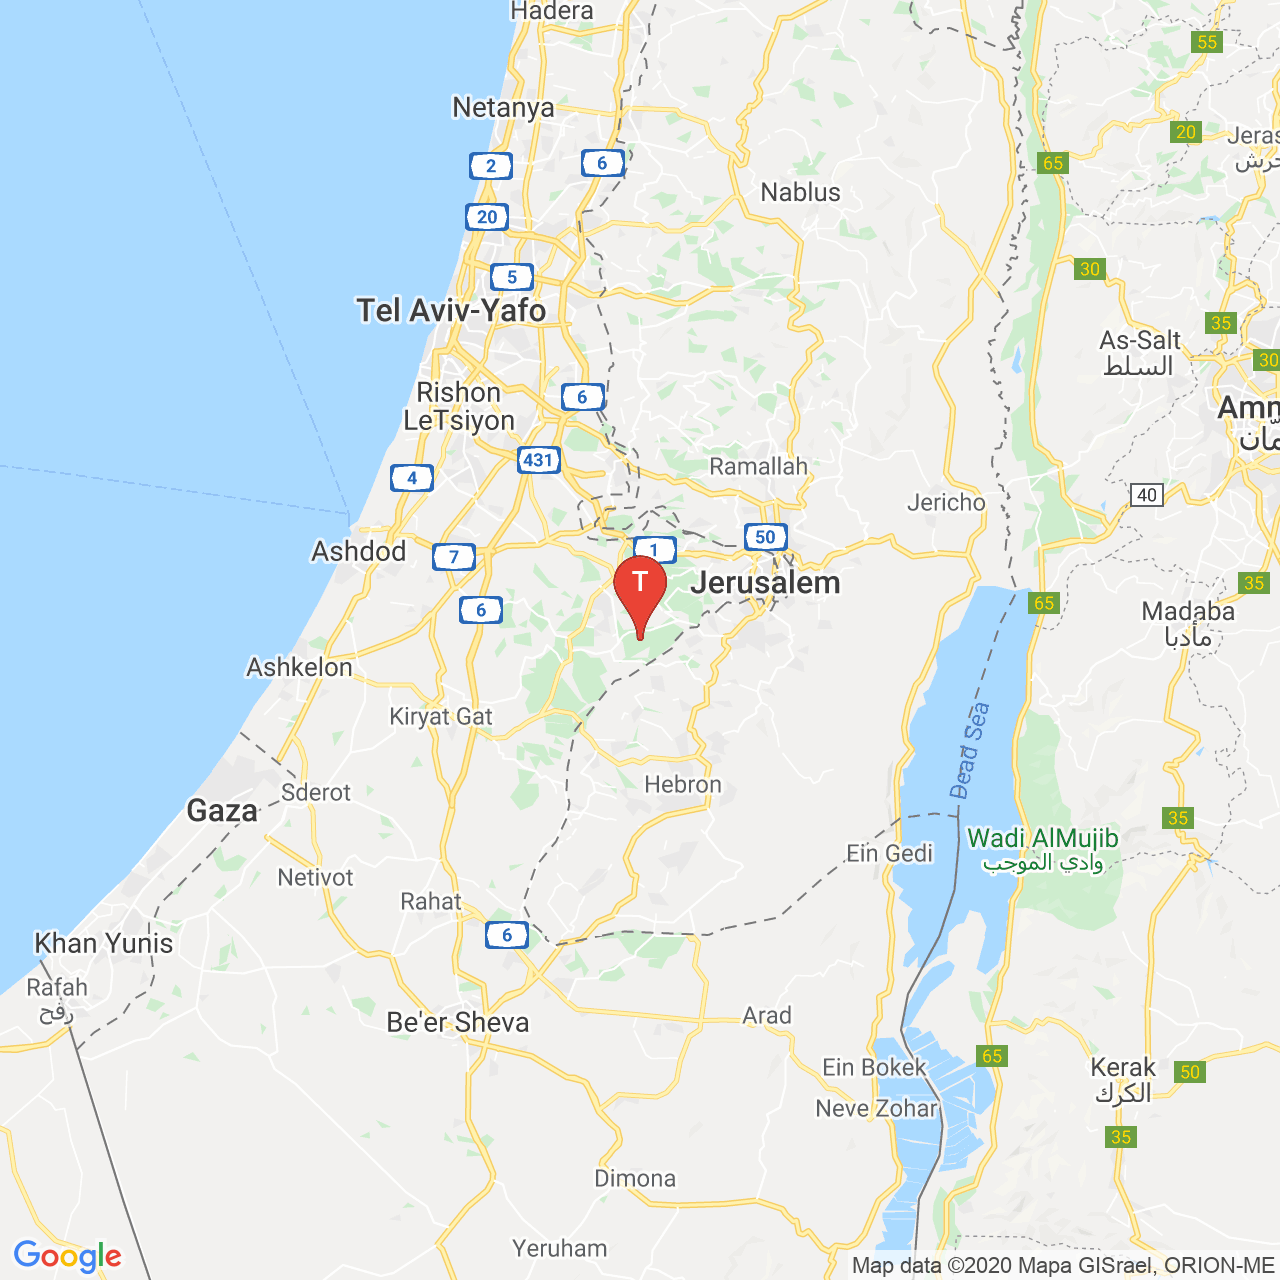 Hadera
55
Netanya
20
Jeras
جرش
2
6
65
Nablus
20
5
30
Tel Aviv-Yafo
35
As-Salt
السلط
30
Rishon
LeTsiyon
6
Amm
عمّان
431
Ramallah
4
40
Jericho
50
Ashdod
7
1
T
Jerusalem
35
6
65
Madaba
مأدبا
Ashkelon
Kiryat Gat
Dead Sea
Hebron
Sderot
Gaza
35
Wadi AlMujib
وادي الموجب
Ein Gedi
Netivot
Rahat
6
Khan Yunis
Rafah
رفح
Be'er Sheva
Arad
65
Ein Bokek
Kerak
الكرك
50
Neve Zohar
35
Dimona
Yeruham
Google
Map data ©2020 Mapa GISrael, ORION-ME